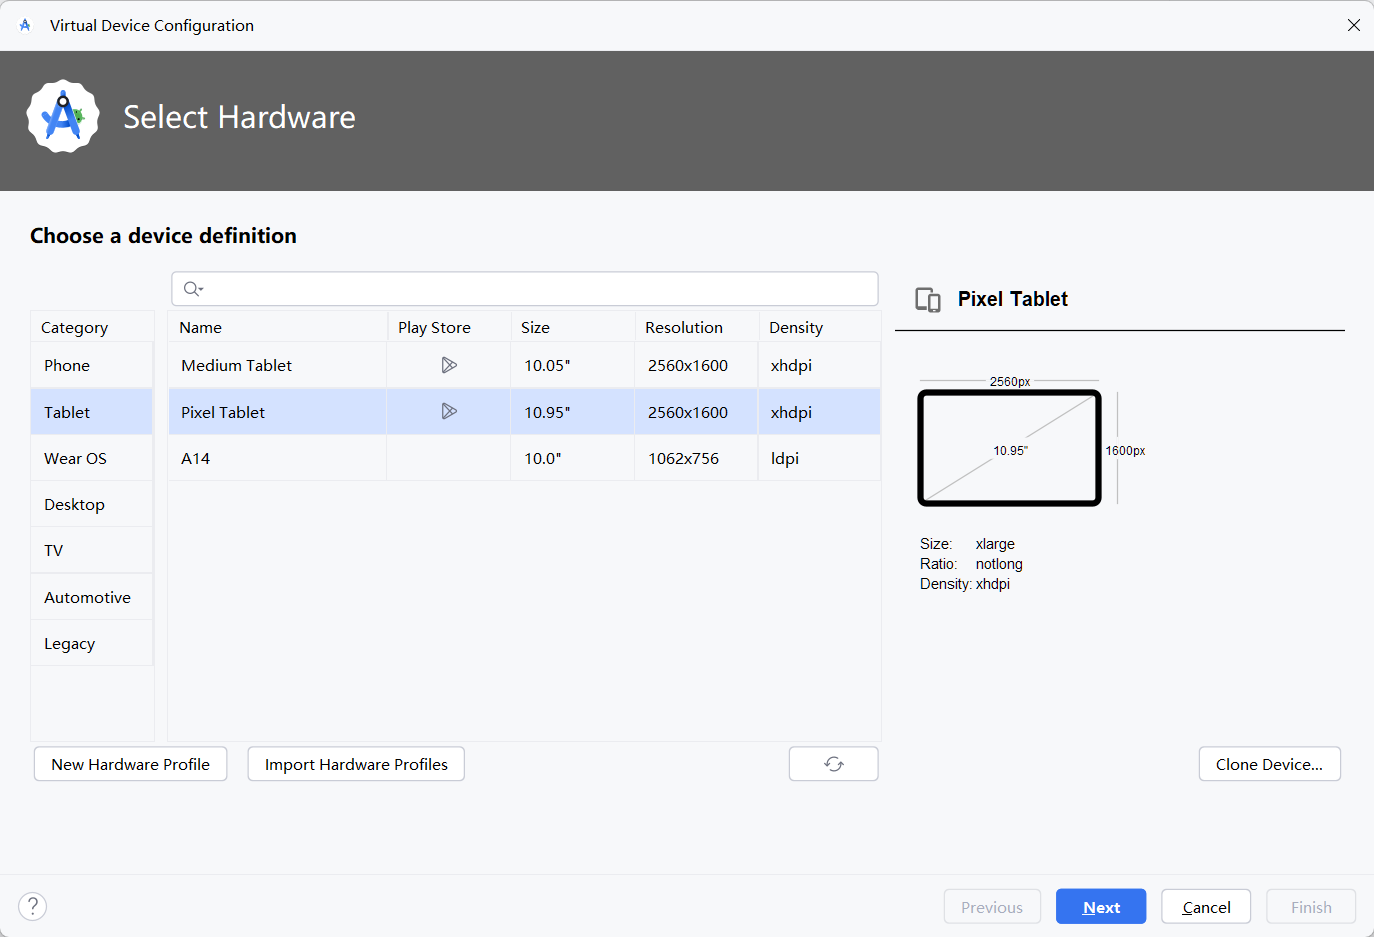 Virtual Device Configuration
Select Hardware
Choose a device definition
Category
Phone
Tablet
Wear OS
Desktop
TV
Automotive
Legacy
Name Play Store Size Resolution Density
Medium Tablet 10.05" 2560x1600 xhdpi
Pixel Tablet 10.95" 2560x1600 xhdpi
A14 10.0" 1062x756 ldpi
Pixel Tablet
2560px
10.95"
1600px
Size: xlarge
Ratio: notlong
Density: xhdpi
New Hardware Profile
Import Hardware Profiles
Clone Device...
?
Previous
Next
Cancel
Finish